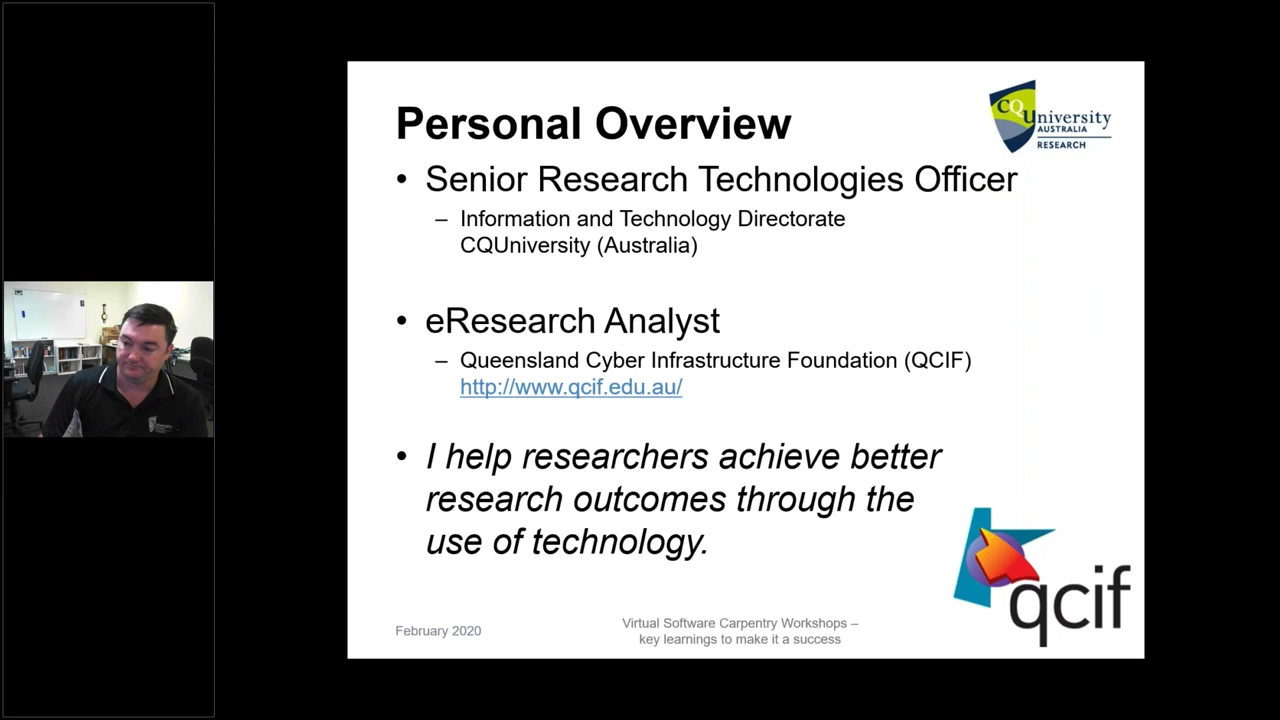 Personal Overview
CQUniversity
AUSTRALIA
RESEARCH
• Senior Research Technologies Officer
– Information and Technology Directorate
CQUniversity (Australia)
• eResearch Analyst
– Queensland Cyber Infrastructure Foundation (QCIF)
http://www.qcif.edu.au/
• I help researchers achieve better
research outcomes through the
use of technology.
qcif
February 2020
Virtual Software Carpentry Workshops –
key learnings to make it a success